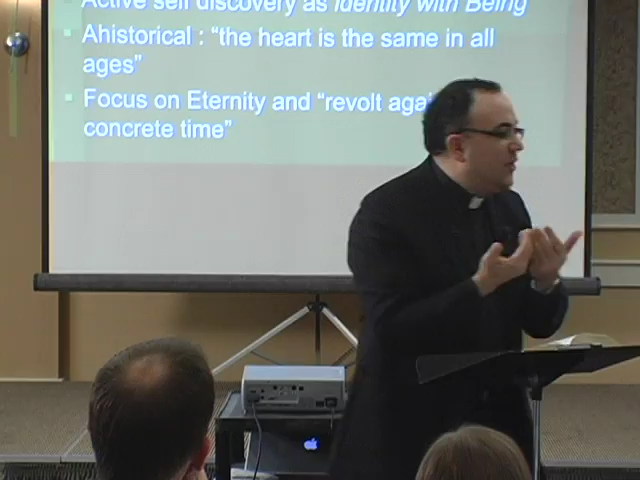 Active self discovery as Identity with Being
Ahistorical : “the heart is the same in all
ages”
Focus on Eternity and “revolt
concrete time”